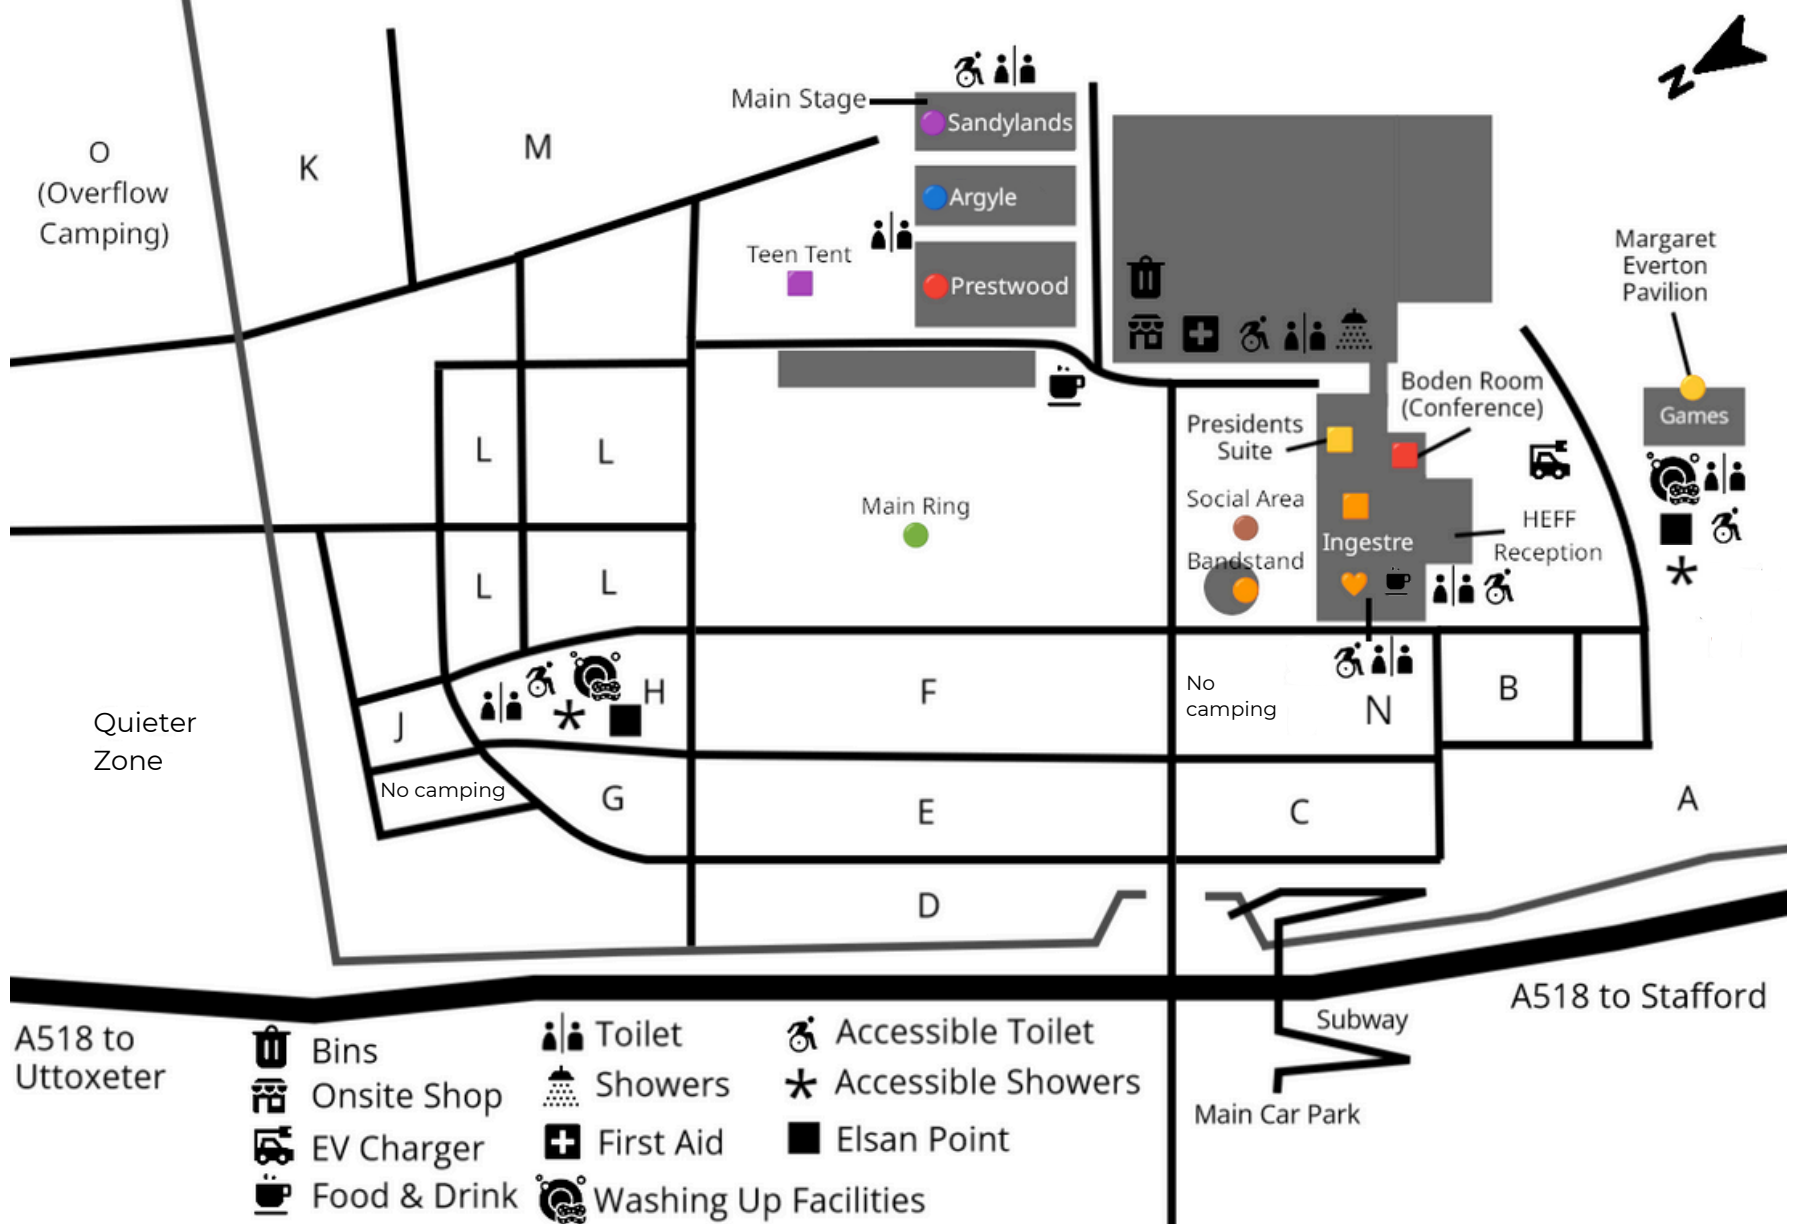 N
Main Stage
Sandylands
O
(Overflow
Camping)
K
M
Argyle
Teen Tent
Prestwood
Margaret
Everton
Pavilion
Games
Boden Room
(Conference)
Presidents
Suite
L
L
Main Ring
Social Area
Bandstand
Ingestre
HEFF
Reception
L
L
Quieter
Zone
J
H
F
No
camping
N
B
No camping
G
E
C
A
D
A518 to Stafford
A518 to
Uttoxeter
Subway
Main Car Park
Bins
Onsite Shop
EV Charger
Food & Drink
Toilet
Showers
First Aid
Washing Up Facilities
Accessible Toilet
Accessible Showers
Elsan Point